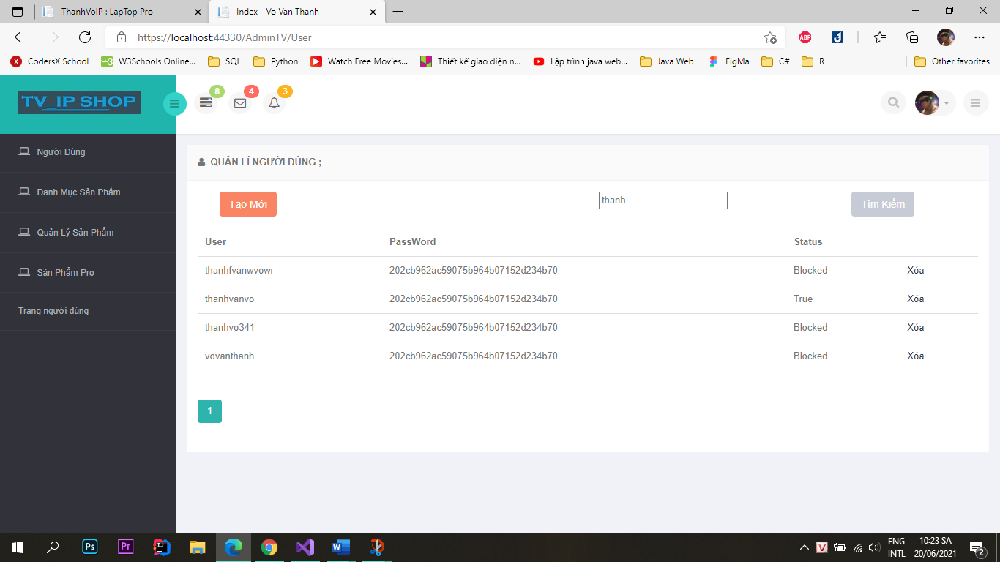 ThanhVoIP : LapTop Pro
Index - Vo Van Thanh
https://localhost:44330/AdminTV/User
ABP
CodersX School
W3Schools Online...
SQL
Python
Watch Free Movies...
Thiết kế giao diện n...
Lập trình java web...
Java Web
FigMa
C#
R
Other favorites
TV_IP SHOP
8
4
3
Người Dùng
Danh Mục Sản Phẩm
Quản Lý Sản Phẩm
Sản Phẩm Pro
Trang người dùng
QUẢN LÍ NGƯỜI DÙNG ;
Tạo Mới
thanh
Tìm Kiếm
User PassWord Status
thanhfvanwvowr 202cb962ac59075b964b07152d234b70 Blocked Xóa
thanhvanvo 202cb962ac59075b964b07152d234b70 True Xóa
thanhvo341 202cb962ac59075b964b07152d234b70 Blocked Xóa
vovanthanh 202cb962ac59075b964b07152d234b70 Blocked Xóa
1
Ps
Pr
IJ
W
V
ENG
INTL
10:23 SA
20/06/2021
2